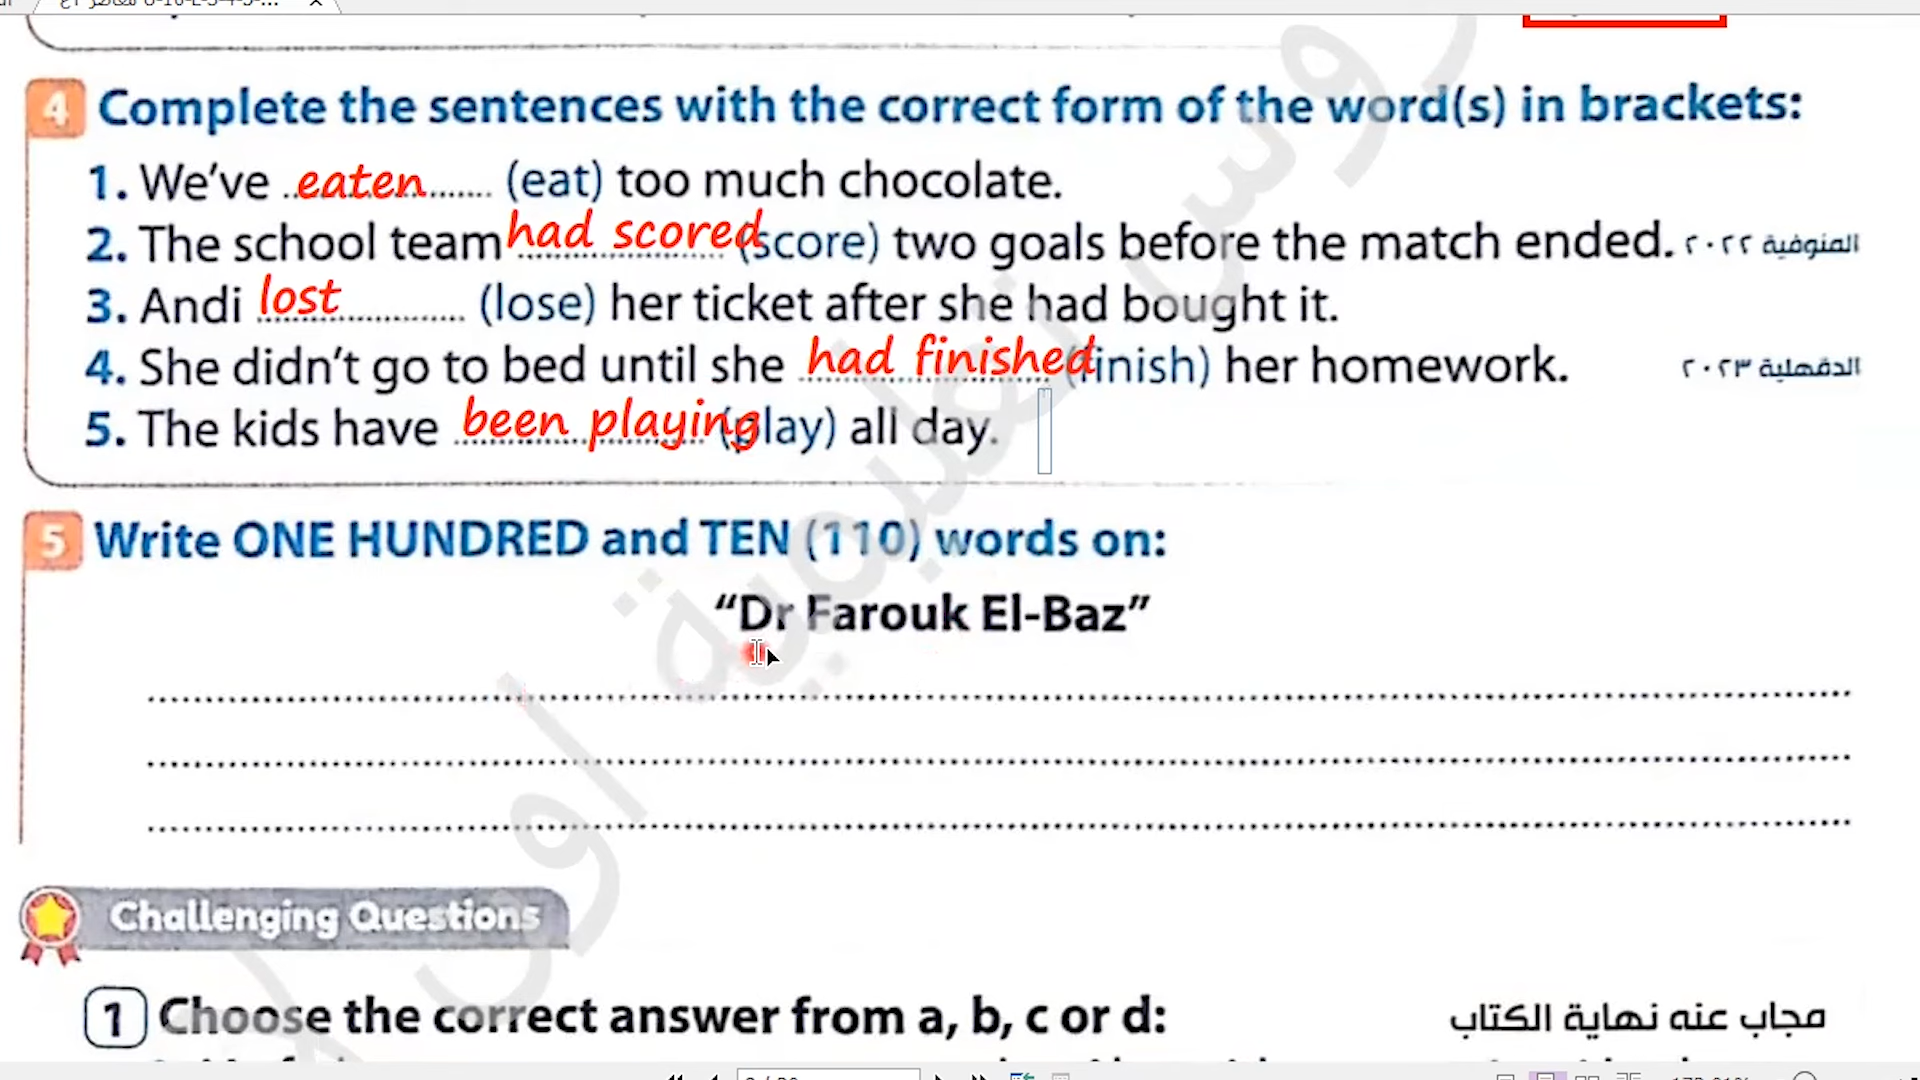 4 Complete the sentences with the correct form of the word(s) in brackets:
1. We've eaten (eat) too much chocolate.
2. The school team had scored (score) two goals before the match ended. المنوفية ٢٠٢٢
3. Andi lost (lose) her ticket after she had bought it.
4. She didn't go to bed until she had finished (finish) her homework. الدقهلية ٢٠٢٣
5. The kids have been playing (play) all day.
5 Write ONE HUNDRED and TEN (110) words on:
"Dr Farouk El-Baz"
Challenging Questions
1 Choose the correct answer from a, b, c or d: مجاب عنه نهاية الكتاب